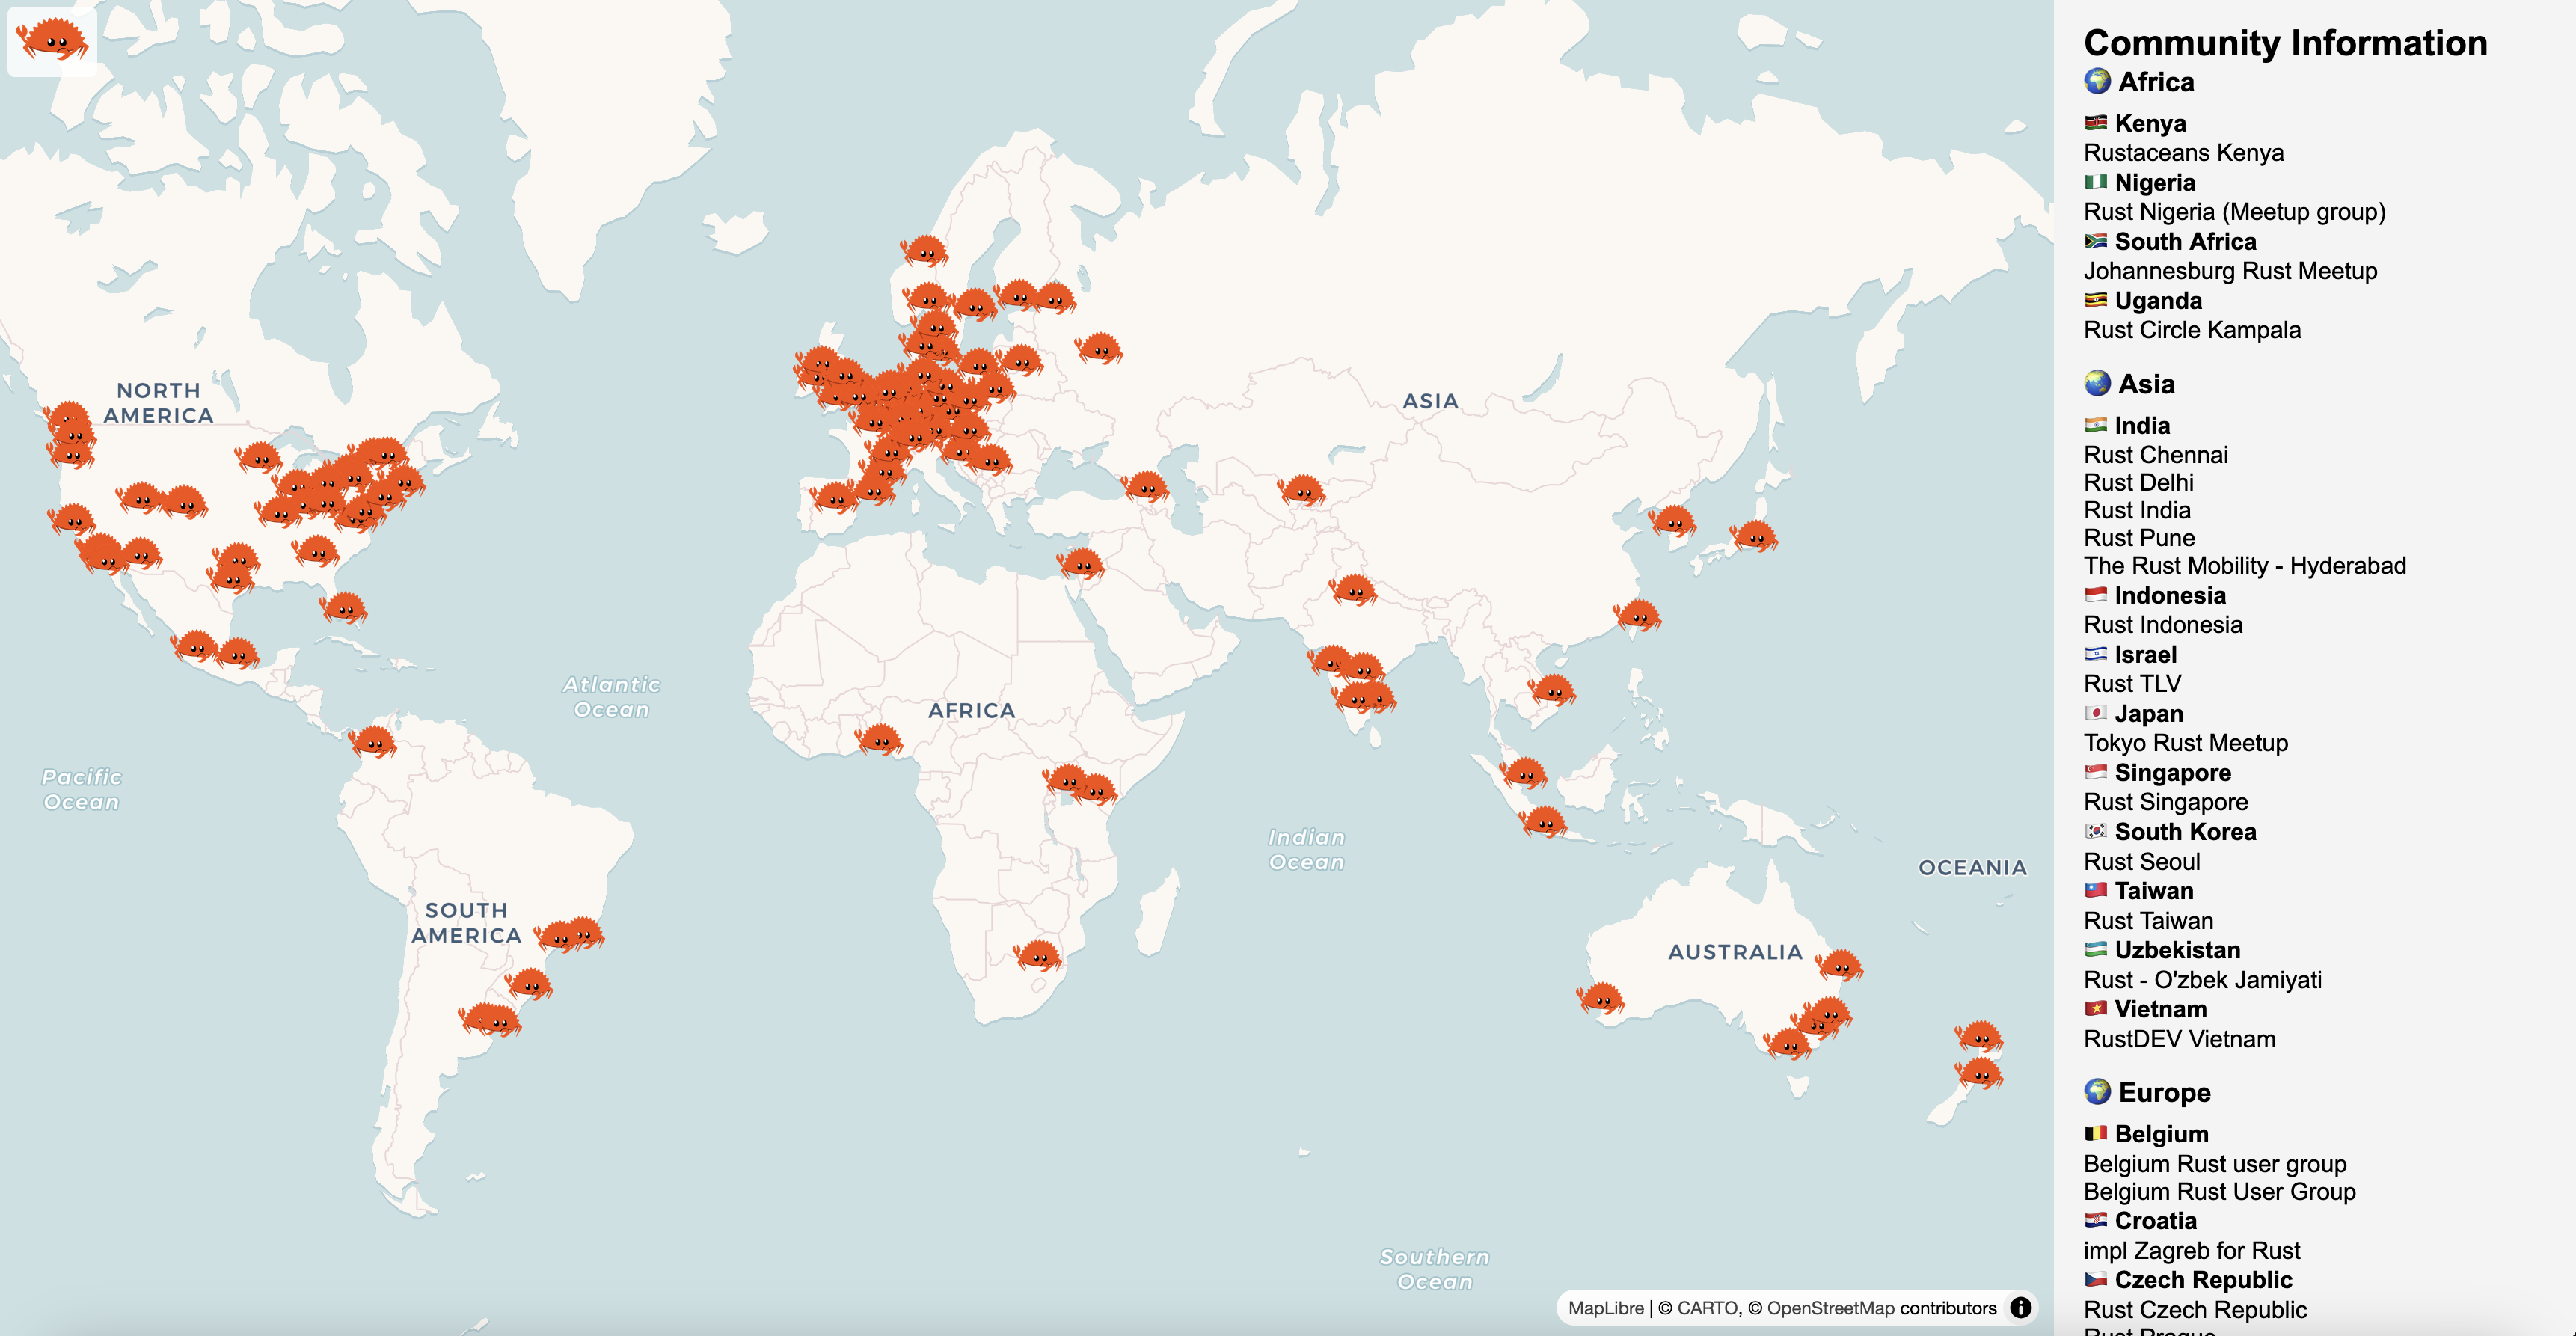 NORTH
AMERICA
ASIA
Atlantic
Ocean
AFRICA
Pacific
Ocean
Indian
Ocean
OCEANIA
SOUTH
AMERICA
AUSTRALIA
Southern
Ocean
MapLibre | © CARTO, © OpenStreetMap contributors
Community Information
Africa
Kenya
Rustaceans Kenya
Nigeria
Rust Nigeria (Meetup group)
South Africa
Johannesburg Rust Meetup
Uganda
Rust Circle Kampala
Asia
India
Rust Chennai
Rust Delhi
Rust India
Rust Pune
The Rust Mobility - Hyderabad
Indonesia
Rust Indonesia
Israel
Rust TLV
Japan
Tokyo Rust Meetup
Singapore
Rust Singapore
South Korea
Rust Seoul
Taiwan
Rust Taiwan
Uzbekistan
Rust - O'zbek Jamiyati
Vietnam
RustDEV Vietnam
Europe
Belgium
Belgium Rust user group
Belgium Rust User Group
Croatia
impl Zagreb for Rust
Czech Republic
Rust Czech Republic
Rust Prague